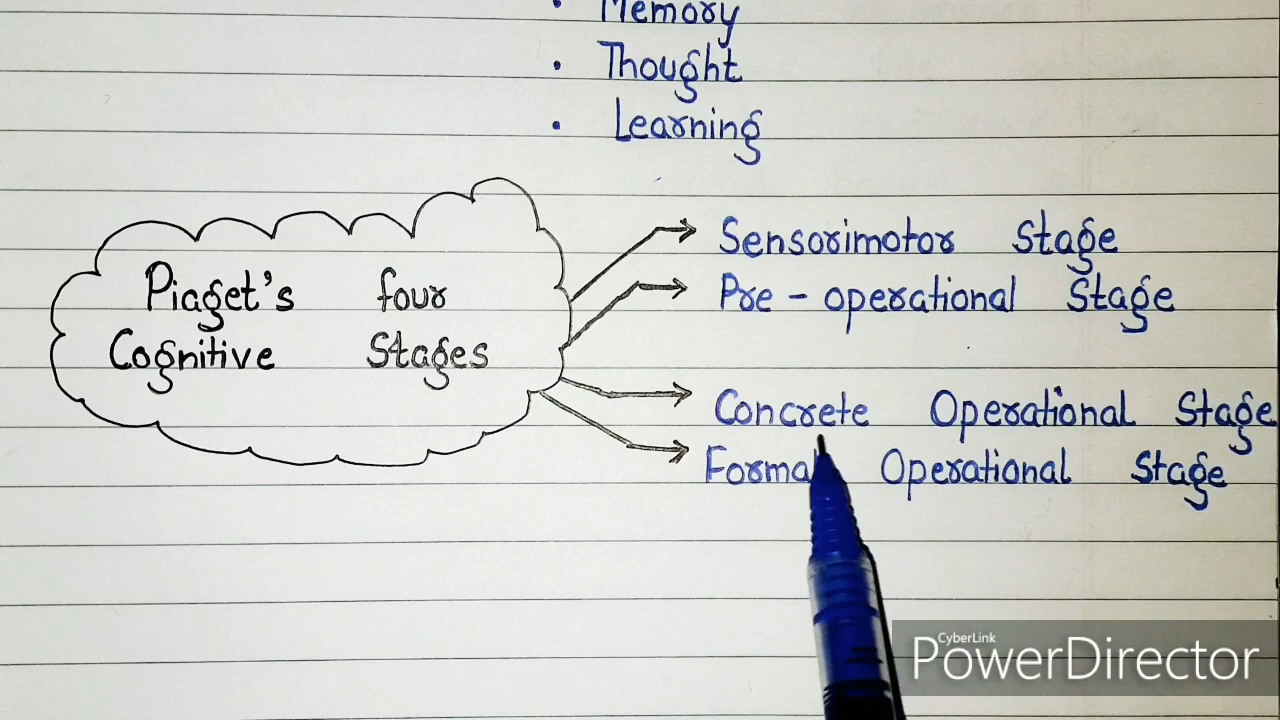 • Memory
• Thought
• Learning
Piaget's four
Cognitive Stages
Sensorimotor Stage
Pre - operational Stage
Concrete Operational Stage
Formal Operational Stage
CyberLink
PowerDirector